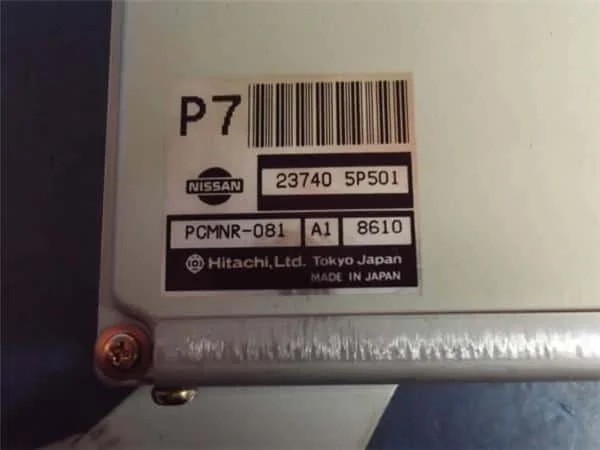 P7
NISSAN
23740 5P501
PCMNR-081 A1 8610
Hitachi,Ltd. Tokyo Japan
MADE IN JAPAN